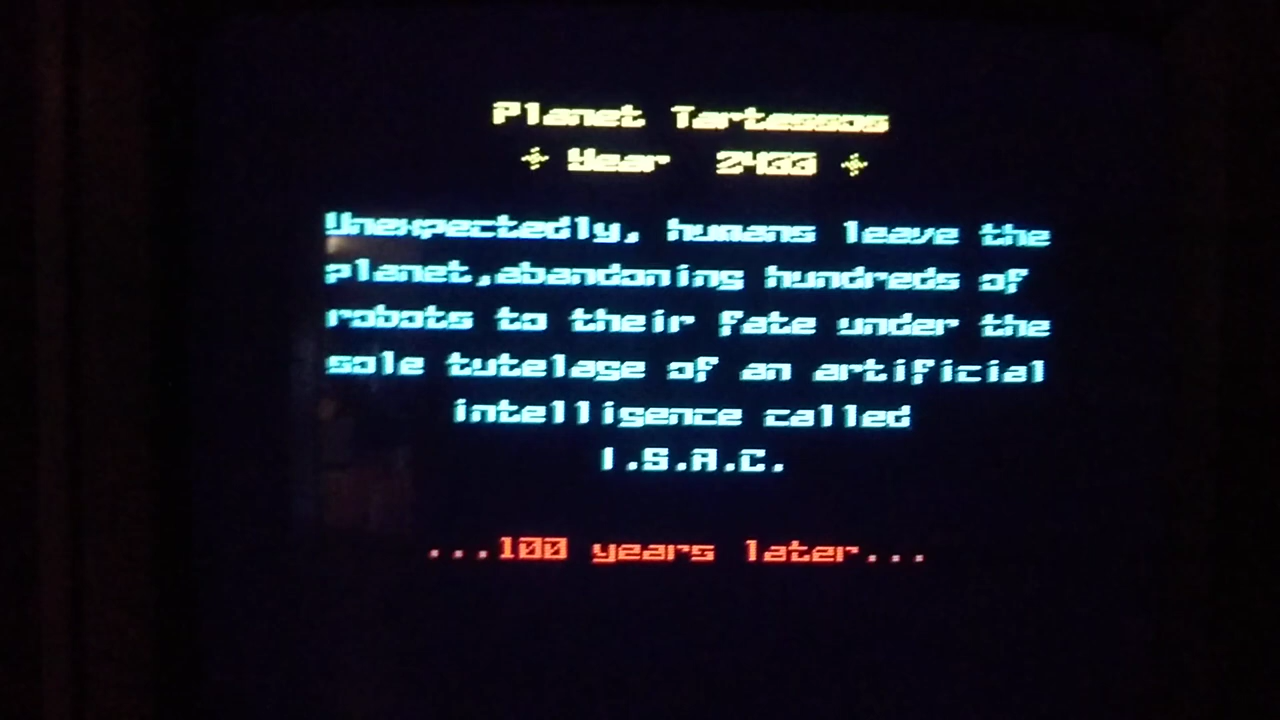 Planet Tartessos
Year 2433
Unexpectedly, humans leave the
planet,abandoning hundreds of
robots to their fate under the
sole tutelage of an artificial
intelligence called
I.S.A.C.
...100 years later...